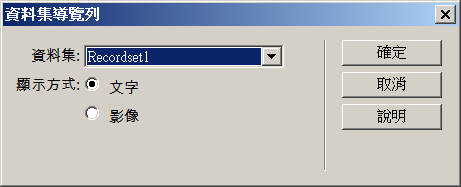 資料集導覽列
資料集: Recordset1
顯示方式: 文字
影像
確定
取消
說明